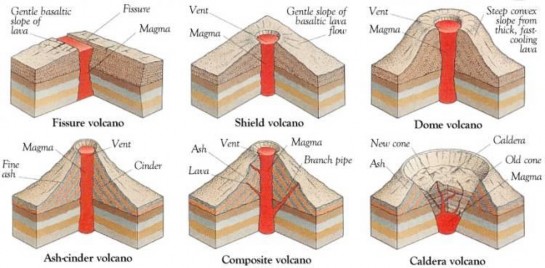 Gentle basaltic
slope of
lava
Fissure
Magma
Fissure volcano
Vent
Magma
Gentle slope of
basaltic lava
flow
Shield volcano
Vent
Magma
Steep convex
slope from
thick, fast-
cooling
lava
Dome volcano
Magma
Vent
Fine
ash
Cinder
Ash-cinder volcano
Ash
Vent
Magma
Lava
Branch pipe
Composite volcano
New cone
Caldera
Ash
Old cone
Magma
Caldera volcano